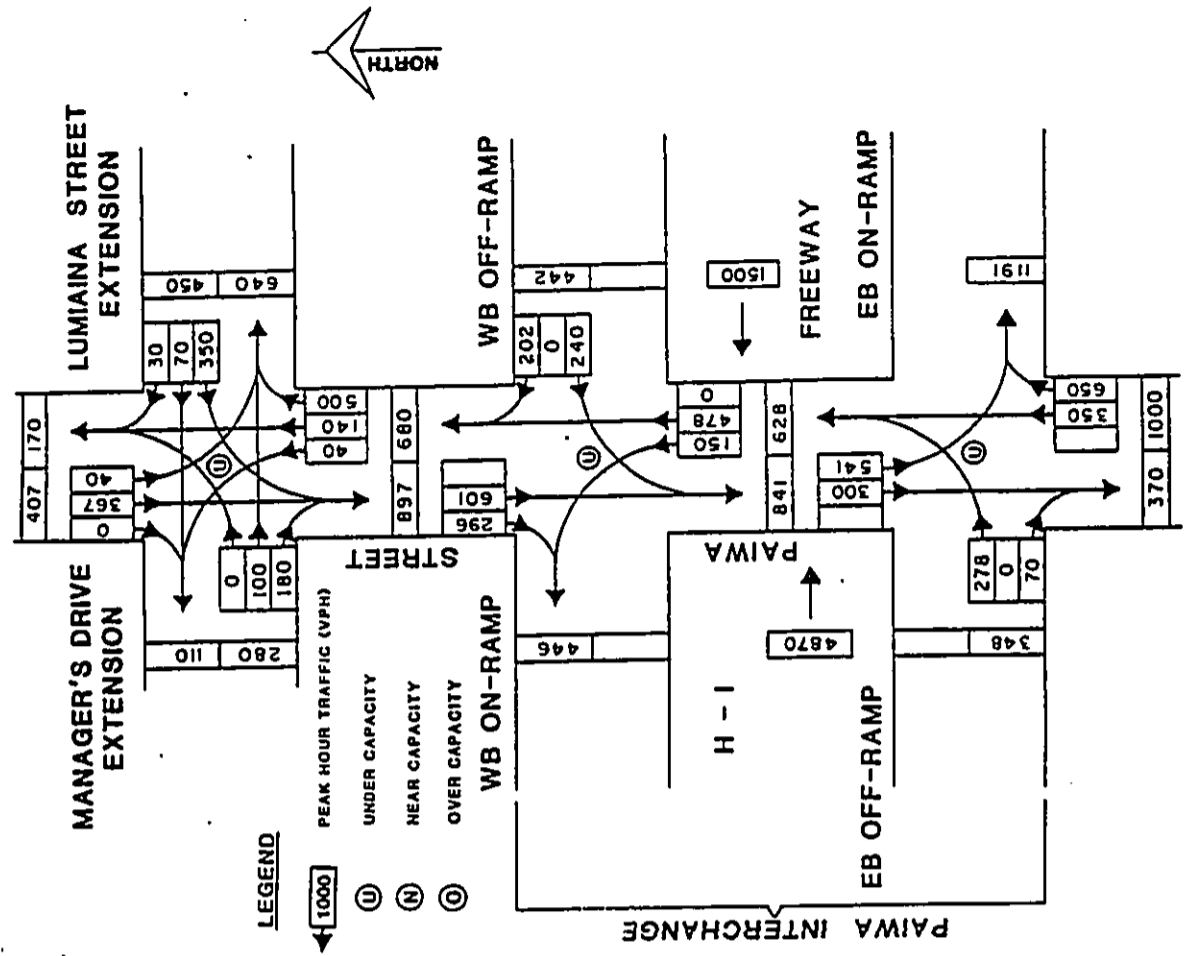 NORTH
LUMIAINA STREET
EXTENSION
MANAGER'S DRIVE
EXTENSION
407 170
0 367 40
30
70
350
450
640
110
280
0
100
180
40 140 500
897 680
STREET
LEGEND
1000 PEAK HOUR TRAFFIC (VPH)
U UNDER CAPACITY
N NEAR CAPACITY
O OVER CAPACITY
U
WB OFF-RAMP
442
202
0
240
296 601
WB ON-RAMP
446
U
150 478 0
841 628
PAIWA
FREEWAY
1500
H - 1
4870
EB ON-RAMP
1191
300 541
EB OFF-RAMP
348
278
0
70
U
350 650
370 1000
PAIWA INTERCHANGE